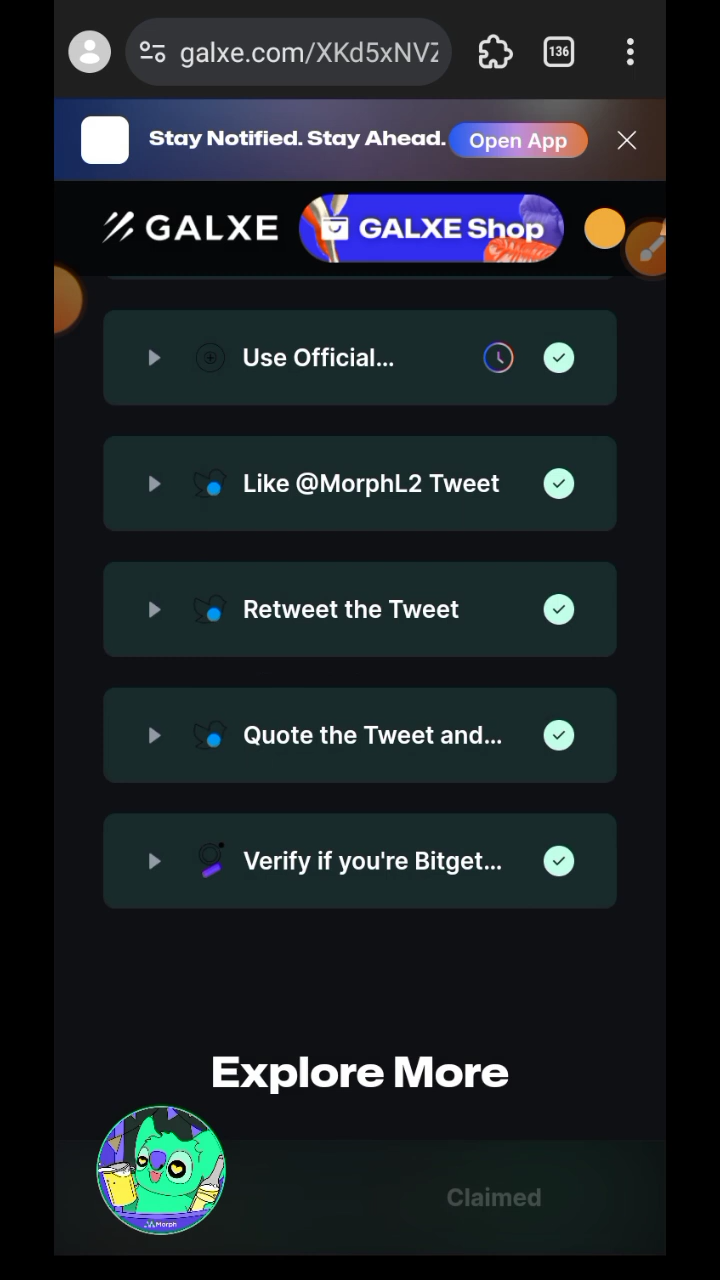 galxe.com/XKd5xNVZ
136
Stay Notified. Stay Ahead.
Open App
GALXE
GALXE Shop
Use Official...
Like @MorphL2 Tweet
Retweet the Tweet
Quote the Tweet and...
Verify if you're Bitget...
Explore More
Morph
Claimed